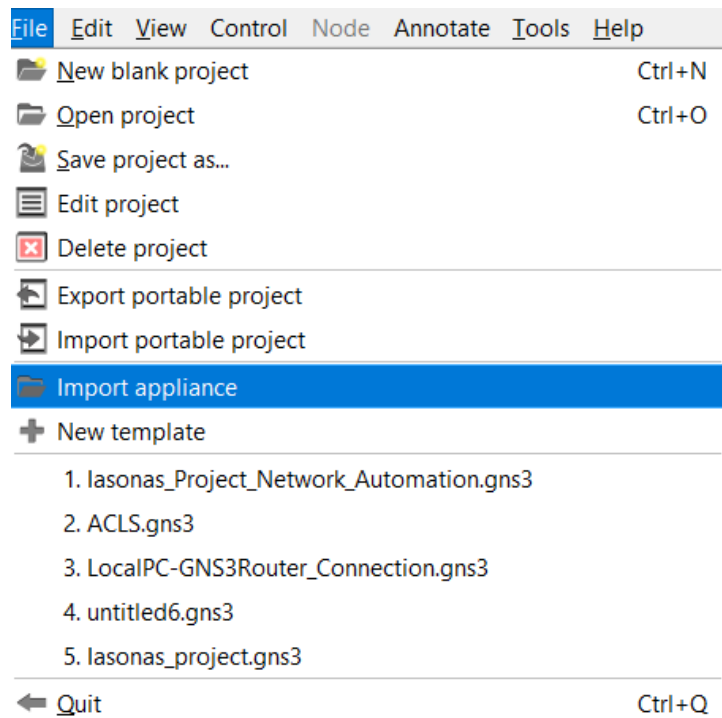 File Edit View Control Node Annotate Tools Help
New blank project Ctrl+N
Open project Ctrl+O
Save project as...
Edit project
Delete project
Export portable project
Import portable project
Import appliance
New template
1. Iasonas_Project_Network_Automation.gns3
2. ACLS.gns3
3. LocalPC-GNS3Router_Connection.gns3
4. untitled6.gns3
5. Iasonas_project.gns3
Quit Ctrl+Q